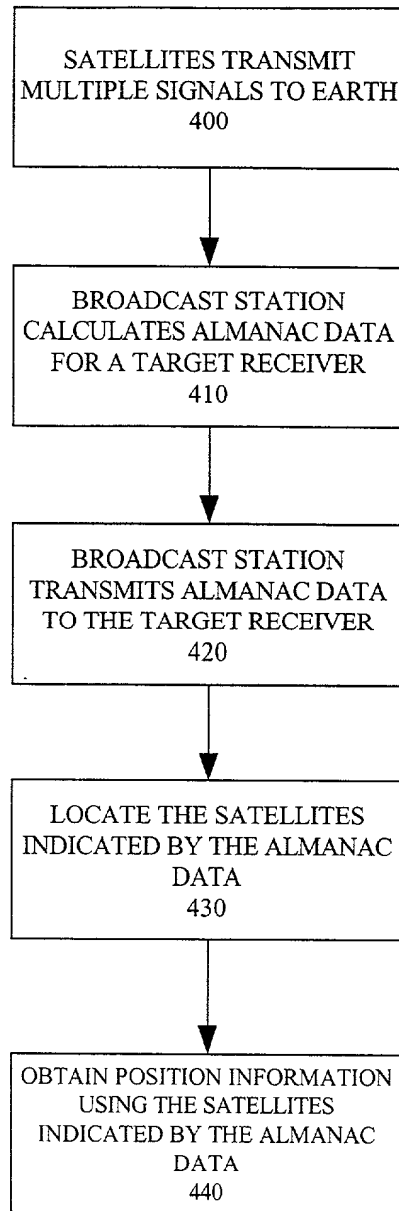 SATELLITES TRANSMIT
MULTIPLE SIGNALS TO EARTH
400
BROADCAST STATION
CALCULATES ALMANAC DATA
FOR A TARGET RECEIVER
410
BROADCAST STATION
TRANSMITS ALMANAC DATA
TO THE TARGET RECEIVER
420
LOCATE THE SATELLITES
INDICATED BY THE ALMANAC
DATA
430
OBTAIN POSITION INFORMATION
USING THE SATELLITES
INDICATED BY THE ALMANAC
DATA
440